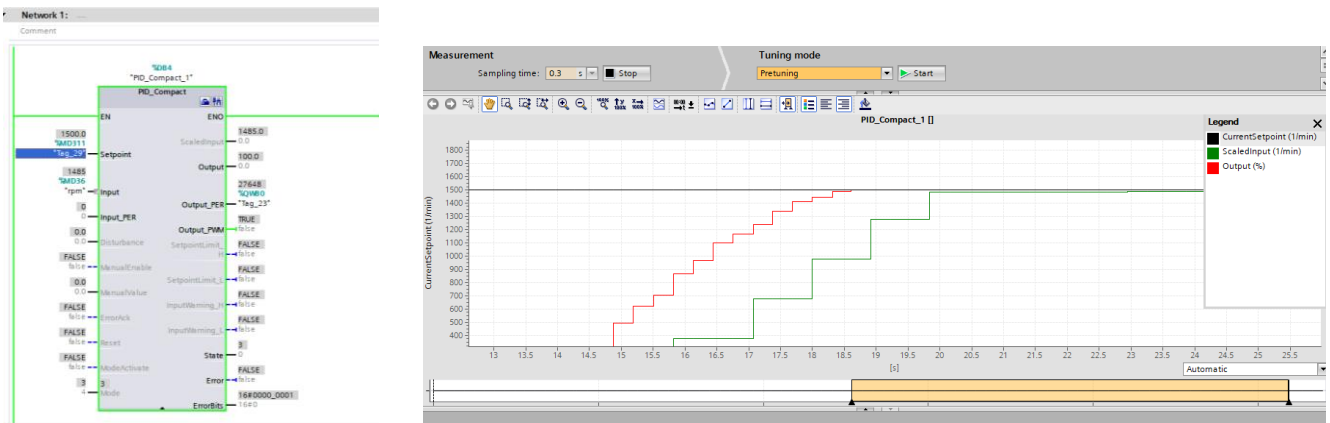 Network 1: ....
Comment
%DB4
"PID_Compact_1"
PID_Compact
EN ENO
1500.0
%MD311
"Tag_29" Setpoint
1485
%MD36
"rpm" Input
0
0 Input_PER
0.0
0.0 Disturbance
FALSE
false ManualEnable
0.0
0.0 ManualValue
FALSE
false ErrorAck
FALSE
false Reset
FALSE
false ModeActivate
3 3
4 Mode
1485.0
ScaledInput 0.0
100.0
Output 0.0
27648
%QW80
Output_PER "Tag_23"
TRUE
Output_PWM false
SetpointLimit_H FALSE
false
FALSE
SetpointLimit_L false
FALSE
InputWarning_H false
FALSE
InputWarning_L false
3
State 0
FALSE
Error false
16#0000_0001
ErrorBits 16#0
Measurement
Sampling time: 0.3 s Stop
Tuning mode
Pretuning Start
PID_Compact_1 []
CurrentSetpoint (1/min)
1800
1700
1600
1500
1400
1300
1200
1100
1000
900
800
700
600
500
400
13 13.5 14 14.5 15 15.5 16 16.5 17 17.5 18 18.5 19 19.5 20 20.5 21 21.5 22 22.5 23 23.5 24 24.5 25 25.5
[s]
Automatic
Legend
CurrentSetpoint (1/min)
ScaledInput (1/min)
Output (%)